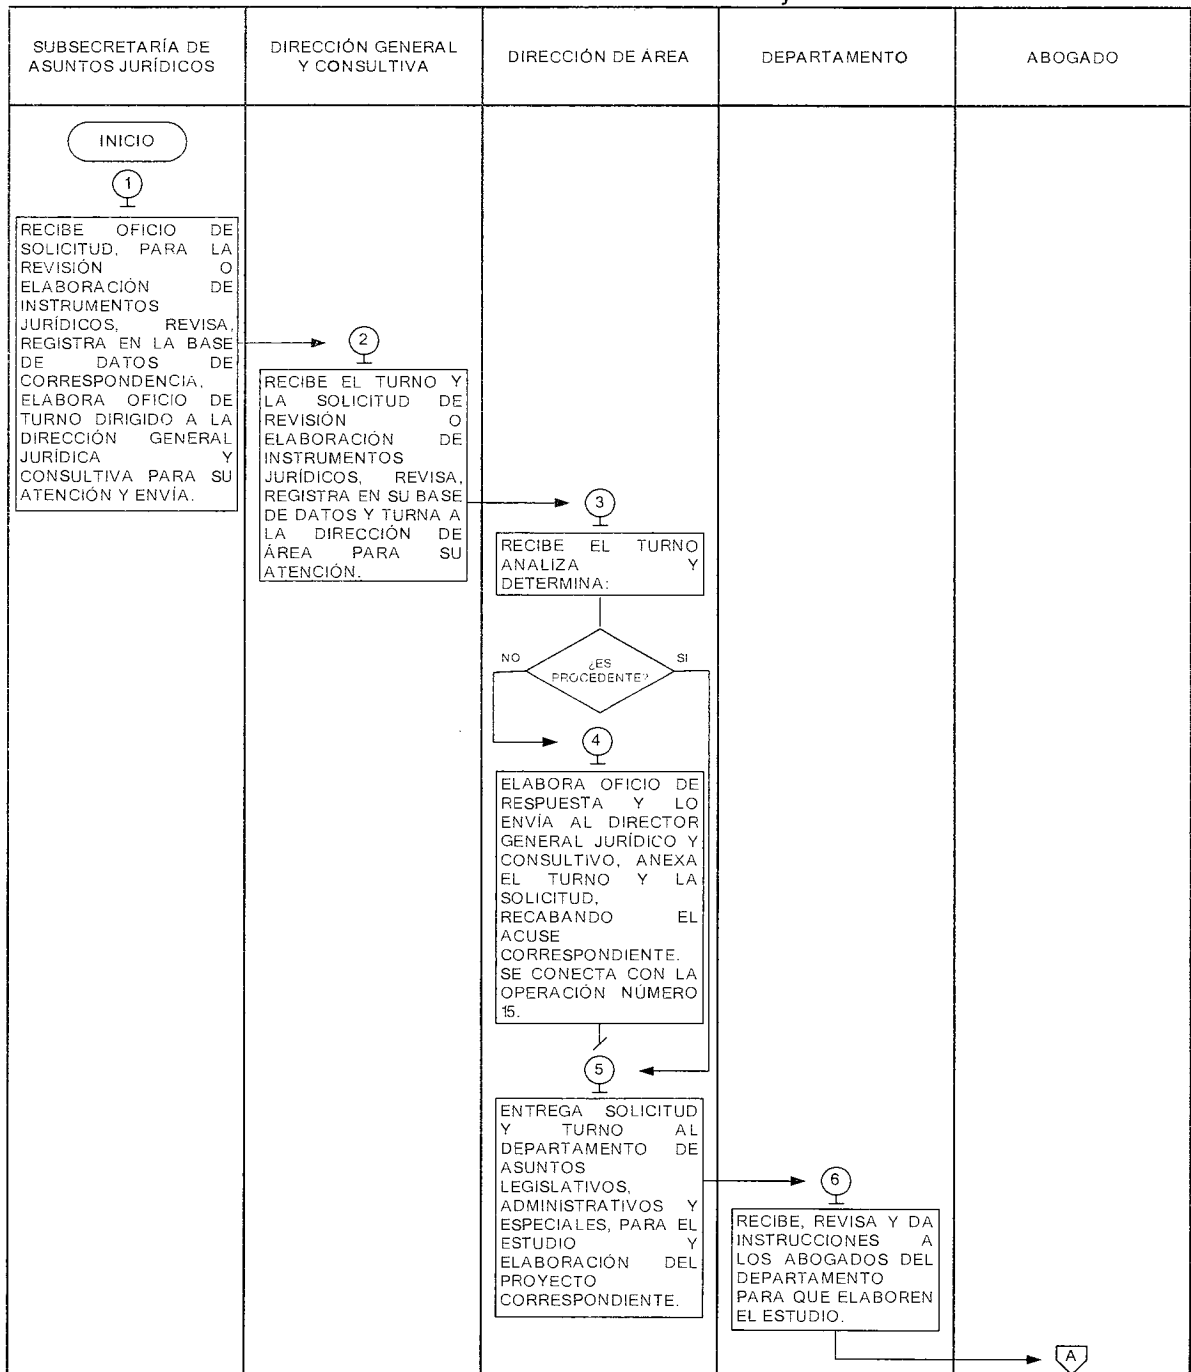 SUBSECRETARÍA DE
ASUNTOS JURÍDICOS
DIRECCIÓN GENERAL
Y CONSULTIVA
DIRECCIÓN DE ÁREA
DEPARTAMENTO
ABOGADO
INICIO
1
RECIBE OFICIO DE
SOLICITUD, PARA LA
REVISIÓN O
ELABORACIÓN DE
INSTRUMENTOS
JURÍDICOS, REVISA,
REGISTRA EN LA BASE
DE DATOS DE
CORRESPONDENCIA,
ELABORA OFICIO DE
TURNO DIRIGIDO A LA
DIRECCIÓN GENERAL
JURÍDICA Y
CONSULTIVA PARA SU
ATENCIÓN Y ENVÍA.
2
RECIBE EL TURNO Y
LA SOLICITUD DE
REVISIÓN O
ELABORACIÓN DE
INSTRUMENTOS
JURÍDICOS, REVISA,
REGISTRA EN SU BASE
DE DATOS Y TURNA A
LA DIRECCIÓN DE
ÁREA PARA SU
ATENCIÓN.
3
RECIBE EL TURNO
ANALIZA Y
DETERMINA:
NO
¿ES
PROCEDENTE?
SI
4
ELABORA OFICIO DE
RESPUESTA Y LO
ENVÍA AL DIRECTOR
GENERAL JURÍDICO Y
CONSULTIVO, ANEXA
EL TURNO Y LA
SOLICITUD,
RECABANDO EL
ACUSE
CORRESPONDIENTE.
SE CONECTA CON LA
OPERACIÓN NÚMERO
15.
5
ENTREGA SOLICITUD
Y TURNO AL
DEPARTAMENTO DE
ASUNTOS
LEGISLATIVOS,
ADMINISTRATIVOS Y
ESPECIALES, PARA EL
ESTUDIO Y
ELABORACIÓN DEL
PROYECTO
CORRESPONDIENTE.
6
RECIBE, REVISA Y DA
INSTRUCCIONES A
LOS ABOGADOS DEL
DEPARTAMENTO
PARA QUE ELABOREN
EL ESTUDIO.
A